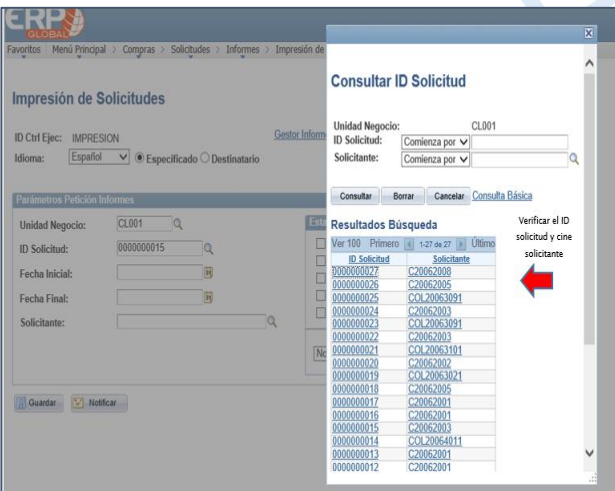 ERP
GLOBAL
Favoritos Menú Principal > Compras > Solicitudes > Informes > Impresión de
Impresión de Solicitudes
ID Ctrl Ejec: IMPRESION
Gestor Inform
Idioma: Español Especificado Destinatario
Parámetros Petición Informes
Unidad Negocio: CL001
ID Solicitud: 0000000015
Fecha Inicial:
Fecha Final:
Solicitante:
Esta
No
Guardar Notificar
Consultar ID Solicitud
Unidad Negocio: CL001
ID Solicitud: Comienza por
Solicitante: Comienza por
Consultar Borrar Cancelar Consulta Básica
Resultados Búsqueda
Ver 100 Primero 1-27 de 27 Último
ID Solicitud Solicitante
0000000027 C20062008
0000000026 C20062005
0000000025 COL20063091
0000000024 C20062003
0000000023 COL20063091
0000000022 C20062003
0000000021 COL20063101
0000000020 C20062002
0000000019 COL20063021
0000000018 C20062005
0000000017 C20062001
0000000016 C20062001
0000000015 C20062003
0000000014 COL20064011
0000000013 C20062001
0000000012 C20062001
Verificar el ID
solicitud y cine
solicitante